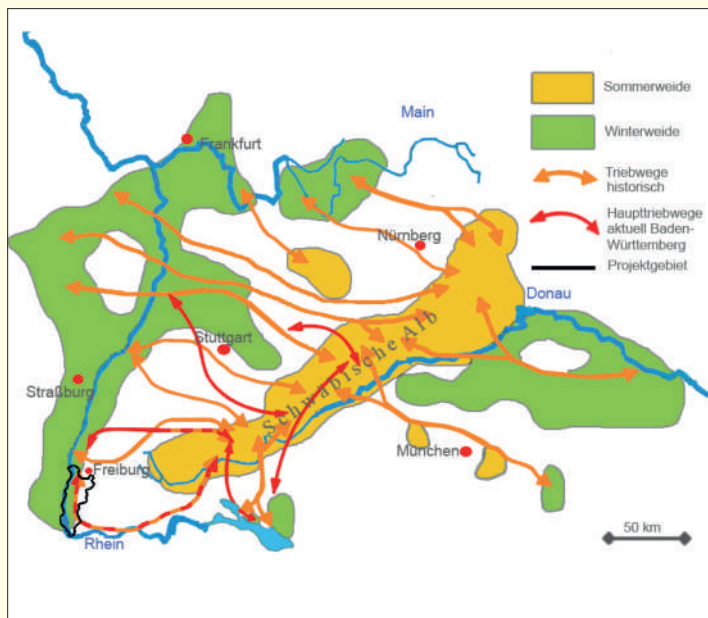 Sommerweide
Main
Winterweide
Frankfurt
Triebwege
historisch
Haupttriebwege
aktuell Baden-
Württemberg
Nürnberg
Projektgebiet
Donau
Stuttgart
Schwäbische Alb
Straßburg
München
Freiburg
50 km
Rhein